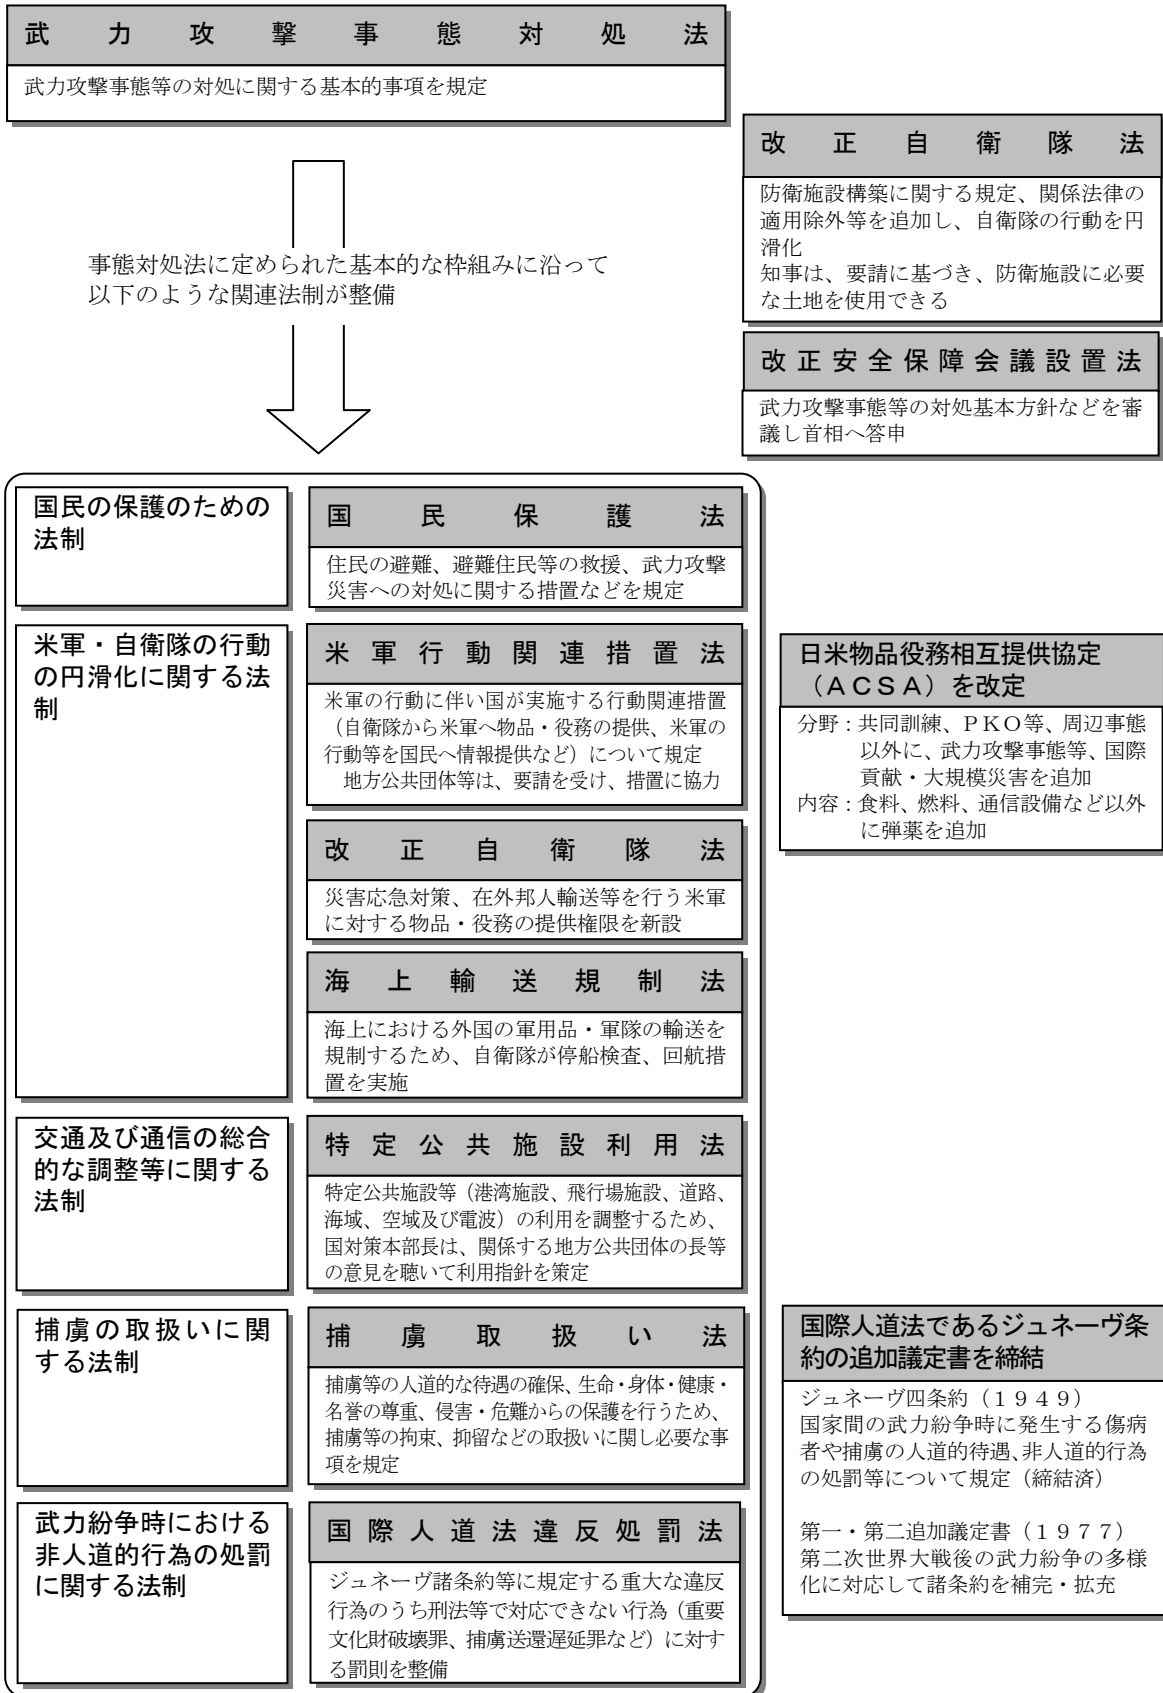 武力攻撃事態対処法
武力攻撃事態等の対処に関する基本的事項を規定
改正自衛隊法
防衛施設構築に関する規定、関係法律の
適用除外等を追加し、自衛隊の行動を円
滑化
知事は、要請に基づき、防衛施設に必要
な土地を使用できる
事態対処法に定められた基本的な枠組みに沿って
以下のような関連法制が整備
改正安全保障会議設置法
武力攻撃事態等の対処基本方針などを審
議し首相へ答申
国民の保護のための
法制
国民保護法
住民の避難、避難住民等の救援、武力攻撃
災害への対処に関する措置などを規定
米軍・自衛隊の行動
の円滑化に関する法
制
米軍行動関連措置法
米軍の行動に伴い国が実施する行動関連措置
（自衛隊から米軍へ物品・役務の提供、米軍の
行動等を国民へ情報提供など）について規定
地方公共団体等は、要請を受け、措置に協力
日米物品役務相互提供協定
（ＡＣＳＡ）を改定
分野：共同訓練、ＰＫＯ等、周辺事態
以外に、武力攻撃事態等、国際
貢献・大規模災害を追加
内容：食料、燃料、通信設備など以外
に弾薬を追加
改正自衛隊法
災害応急対策、在外邦人輸送等を行う米軍
に対する物品・役務の提供権限を新設
海上輸送規制法
海上における外国の軍用品・軍隊の輸送を
規制するため、自衛隊が停船検査、回航措
置を実施
交通及び通信の総合
的な調整等に関する
法制
特定公共施設利用法
特定公共施設等（港湾施設、飛行場施設、道路、
海域、空域及び電波）の利用を調整するため、
国対策本部長は、関係する地方公共団体の長等
の意見を聴いて利用指針を策定
捕虜の取扱いに関
する法制
捕虜取扱い法
捕虜等の人道的な待遇の確保、生命・身体・健康・
名誉の尊重、侵害・危難からの保護を行うため、
捕虜等の拘束、抑留などの取扱いに関し必要な事
項を規定
国際人道法であるジュネーヴ条
約の追加議定書を締結
ジュネーヴ四条約（１９４９）
国家間の武力紛争時に発生する傷病
者や捕虜の人道的待遇、非人道的行為
の処罰等について規定（締結済）
第一・第二追加議定書（１９７７）
第二次世界大戦後の武力紛争の多様
化に対応して諸条約を補完・拡充
武力紛争時における
非人道的行為の処罰
に関する法制
国際人道法違反処罰法
ジュネーヴ諸条約等に規定する重大な違反
行為のうち刑法等で対応できない行為（重要
文化財破壊罪、捕虜送還遅延罪など）に対す
る罰則を整備